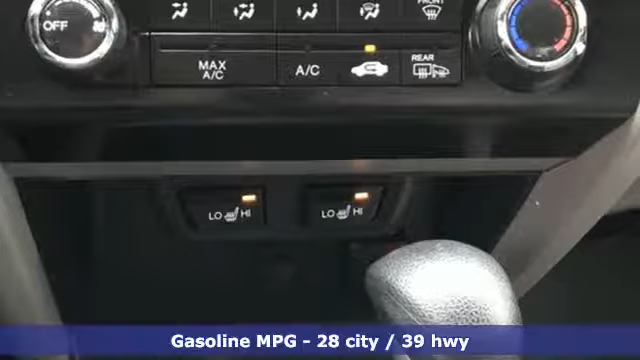 FRONT
OFF
MAX
A/C
A/C
REAR
LO HI
LO HI
Gasoline MPG - 28 city / 39 hwy